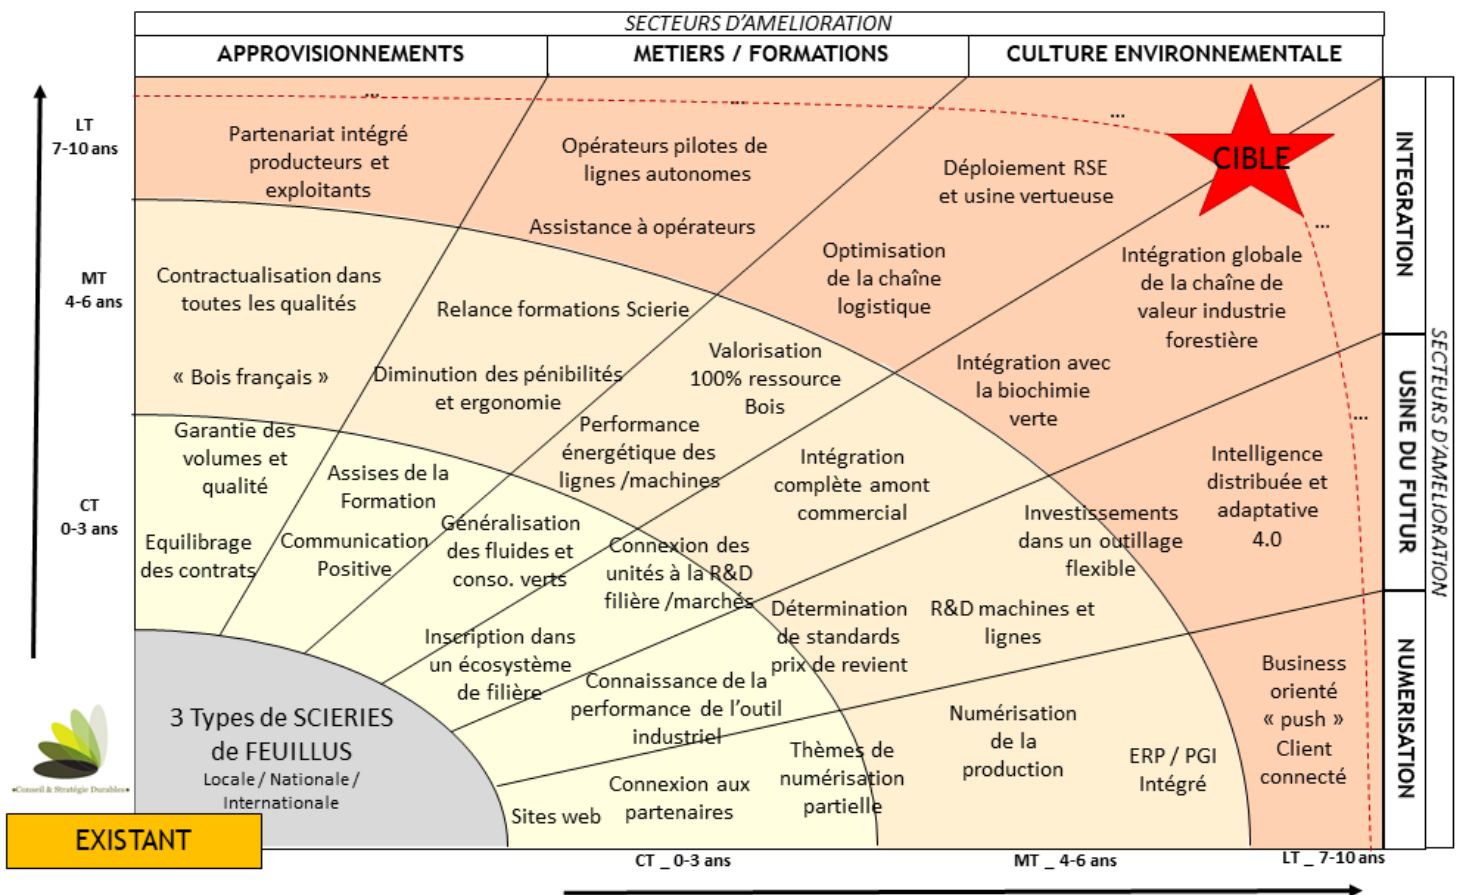 SECTEURS D'AMELIORATION
APPROVISIONNEMENTS
METIERS / FORMATIONS
CULTURE ENVIRONNEMENTALE
LT
7-10 ans
MT
4-6 ans
CT
0-3 ans
...
...
...
...
...
CIBLE
Partenariat intégré
producteurs et
exploitants
Opérateurs pilotes de
lignes autonomes
Assistance à opérateurs
Déploiement RSE
et usine vertueuse
Optimisation
de la chaîne
logistique
Intégration globale
de la chaîne de
valeur industrie
forestière
Intégration avec
la biochimie
verte
Contractualisation dans
toutes les qualités
« Bois français »
Relance formations Scierie
Diminution des pénibilités
et ergonomie
Valorisation
100% ressource
Bois
Performance
énergétique des
lignes /machines
Intégration
complète amont
commercial
Intelligence
distribuée et
adaptative
4.0
Investissements
dans un outillage
flexible
Garantie des
volumes et
qualité
Equilibrage
des contrats
Assises de la
Formation
Communication
Positive
Généralisation
des fluides et
conso. verts
Connexion des
unités à la R&D
filière /marchés
Inscription dans
un écosystème
de filière
Détermination
de standards
prix de revient
R&D machines et
lignes
Connaissance de la
performance de l'outil
industriel
Numérisation
de la
production
ERP / PGI
Intégré
Business
orienté
« push »
Client
connecté
Thèmes de
numérisation
partielle
Connexion aux
partenaires
Sites web
3 Types de SCIERIES
de FEUILLUS
Locale / Nationale /
Internationale
•Conseil & Stratégie Durables•
EXISTANT
INTEGRATION
USINE DU FUTUR
NUMERISATION
SECTEURS D'AMELIORATION
CT _ 0-3 ans
MT _ 4-6 ans
LT _ 7-10 ans